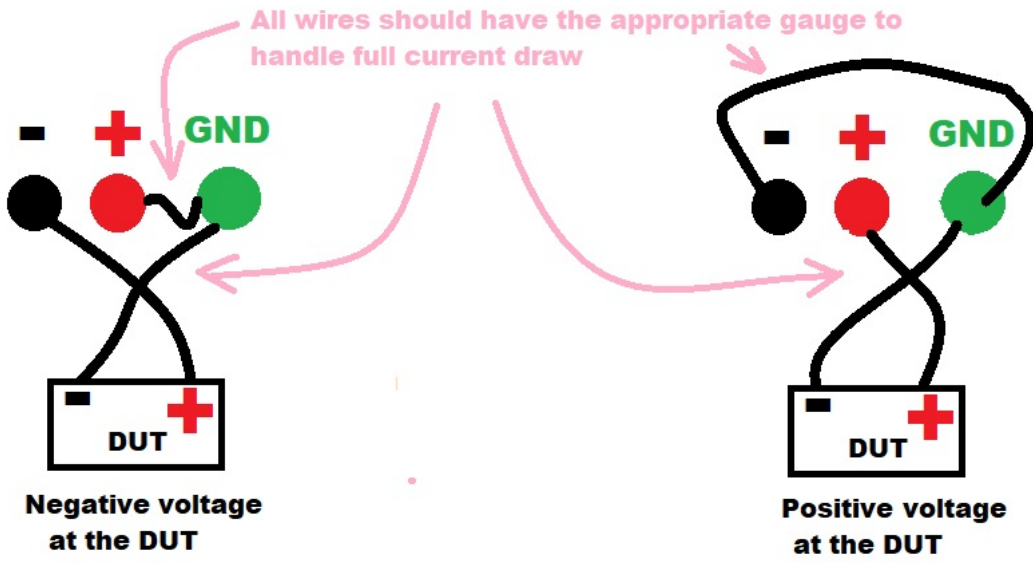 All wires should have the appropriate gauge to
handle full current draw
- + GND
- + GND
- +
DUT
- +
DUT
Negative voltage
at the DUT
Positive voltage
at the DUT